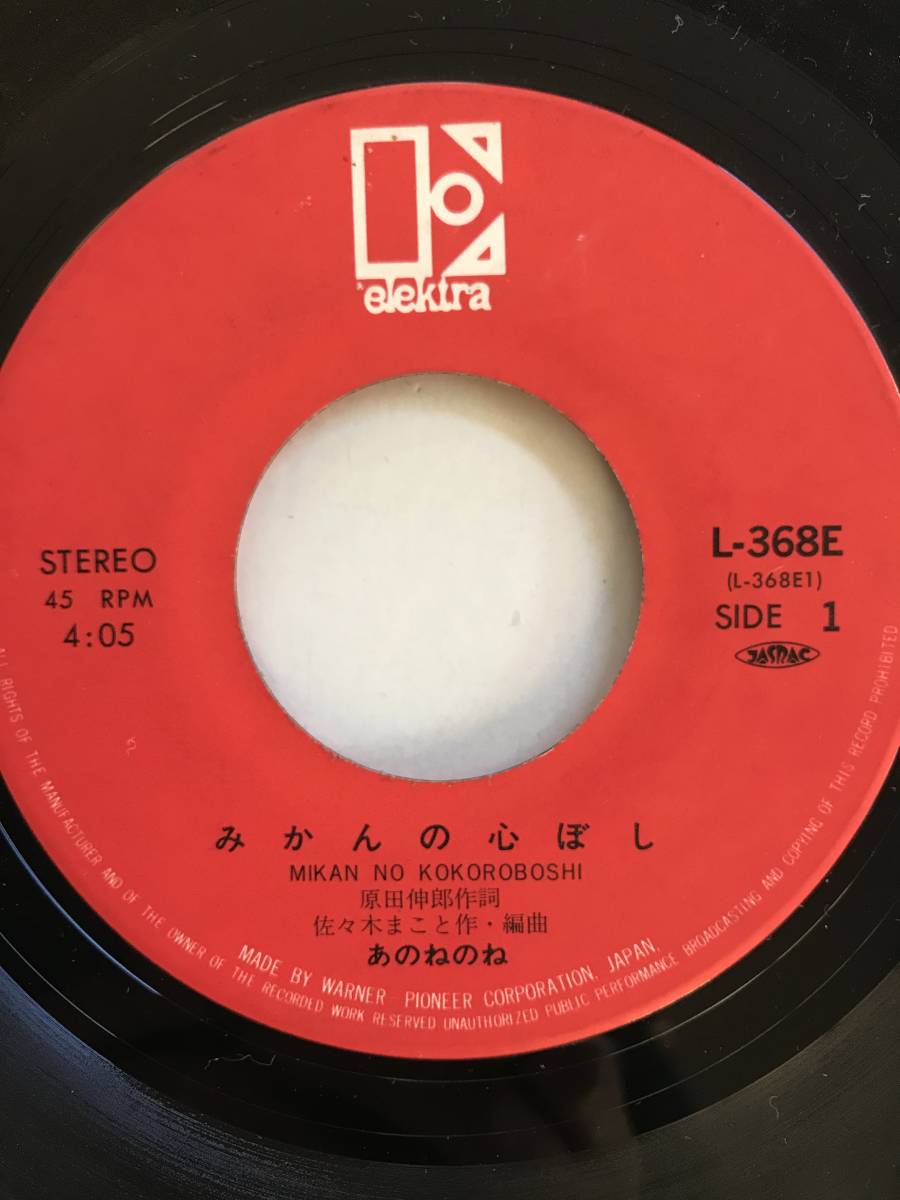 elektra
STEREO
45 RPM
4:05
L-368E
(L-368E1)
SIDE 1
JASRAC
みかんの心ぼし
MIKAN NO KOKOROBOSHI
原田伸郎作詞
佐々木まこと作・編曲
あのねのね
MADE BY WARNER-PIONEER CORPORATION, JAPAN.
ALL RIGHTS OF THE MANUFACTURER AND OF THE OWNER OF THE RECORDED WORK RESERVED UNAUTHORIZED PUBLIC PERFORMANCE BROADCASTING AND COPYING OF THIS RECORD PROHIBITED